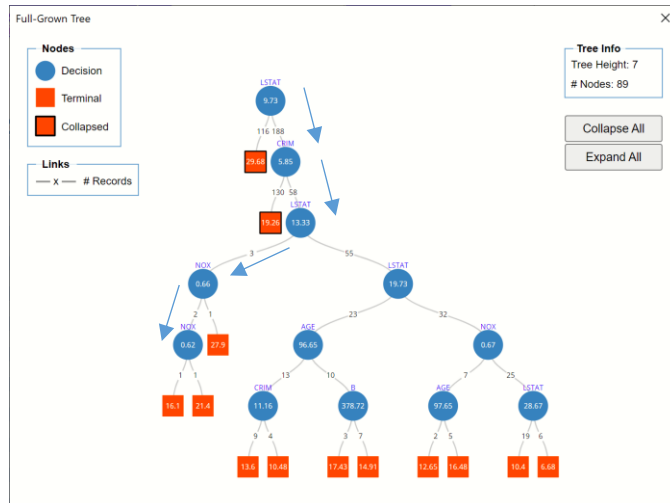 Full-Grown Tree
Nodes
Decision
Terminal
Collapsed
Links
x # Records
Tree Info
Tree Height: 7
# Nodes: 89
Collapse All
Expand All
LSTAT
9.73
116 188
CRIM
29.68 5.85
130 58
LSTAT
19.26 13.33
3 55
NOX LSTAT
0.66 19.73
2 1 23 32
NOX AGE NOX
0.62 27.9 96.65 0.67
1 1 13 10 7 25
CRIM B AGE LSTAT
16.1 21.4 11.16 378.72 97.65 28.67
9 4 3 7 2 5 19 6
13.6 10.48 17.43 14.91 12.65 16.48 10.4 6.68